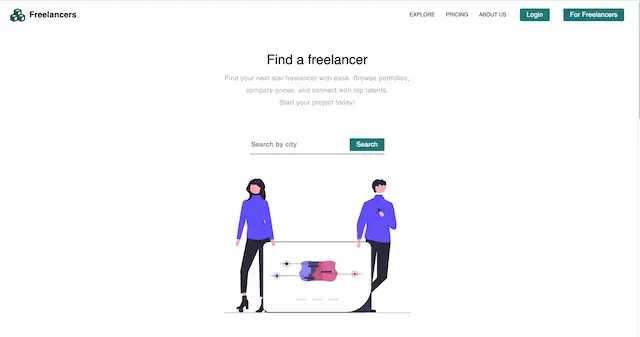 Freelancers
EXPLORE
PRICING
ABOUT US
Login
For Freelancers
Find a freelancer
Find your next star freelancer with ease. Browse portfolios,
compare prices, and connect with top talents.
Start your project today!
Search by city
Search